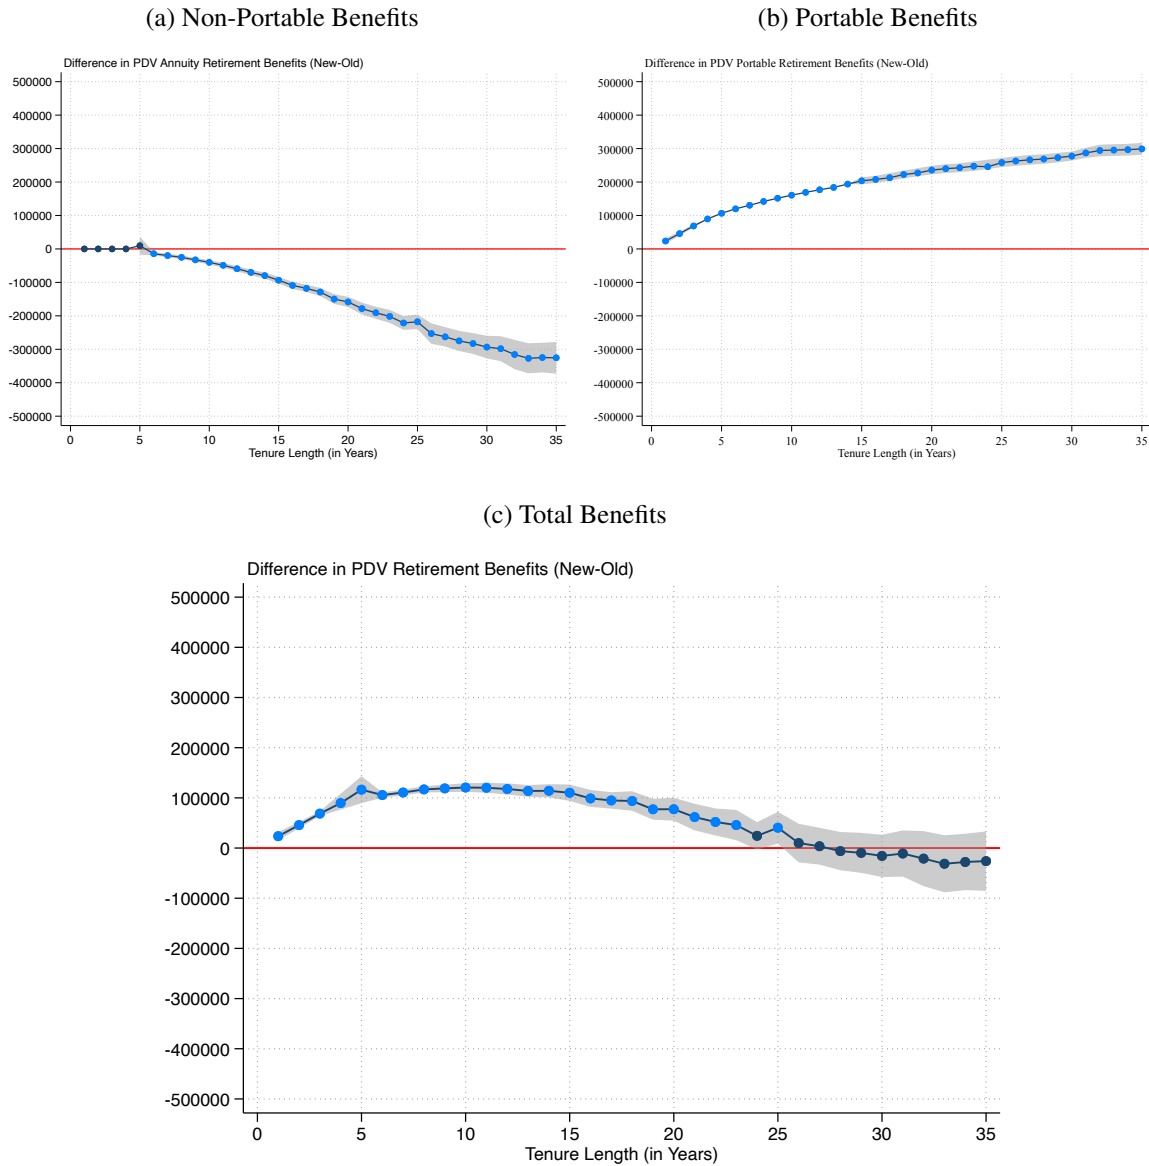 (a) Non-Portable Benefits
Difference in PDV Annuity Retirement Benefits (New-Old)
500000
400000
300000
200000
100000
0
-100000
-200000
-300000
-400000
-500000
0 5 10 15 20 25 30 35
Tenure Length (in Years)
(b) Portable Benefits
Difference in PDV Portable Retirement Benefits (New-Old)
500000
400000
300000
200000
100000
0
-100000
-200000
-300000
-400000
-500000
0 5 10 15 20 25 30 35
Tenure Length (in Years)
(c) Total Benefits
Difference in PDV Retirement Benefits (New-Old)
500000
400000
300000
200000
100000
0
-100000
-200000
-300000
-400000
-500000
0 5 10 15 20 25 30 35
Tenure Length (in Years)